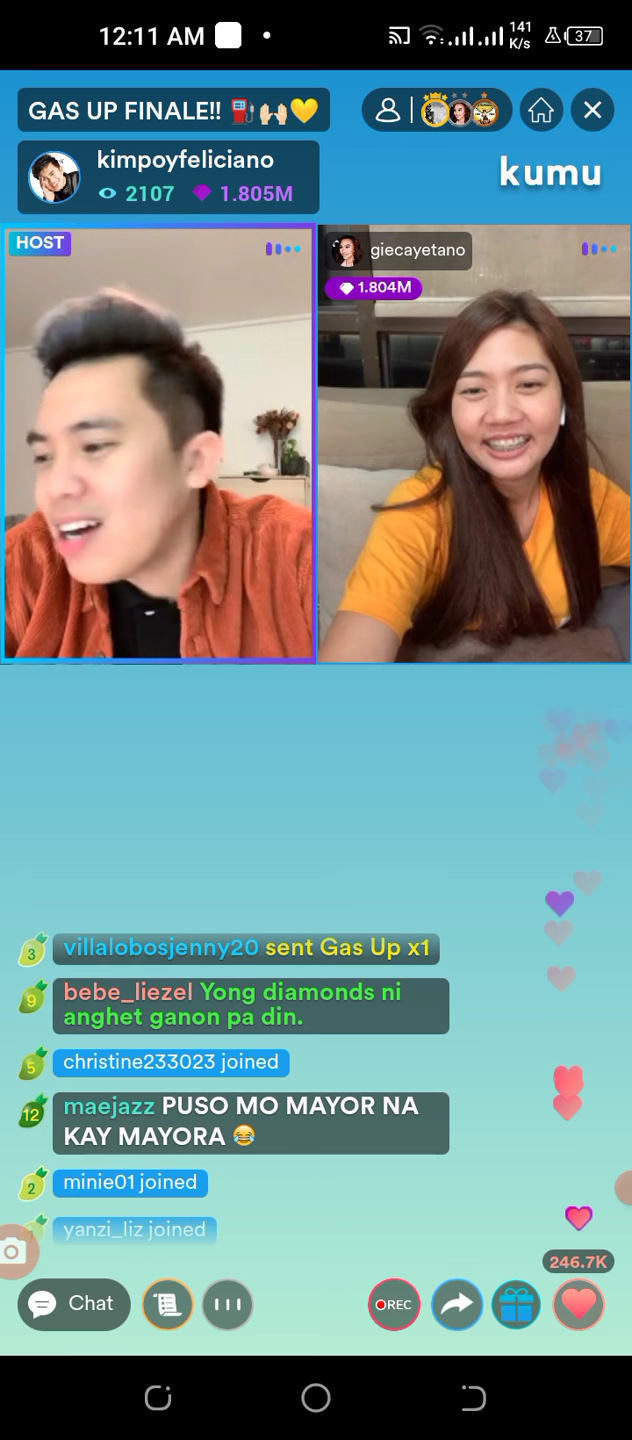 12:11 AM
141
K/s
37
GAS UP FINALE!! ⛽🙌🏻💛
kimpoyfeliciano
2107
1.805M
kumu
HOST
giecayetano
1.804M
3 villalobosjenny20 sent Gas Up x1
9 bebe_liezel Yong diamonds ni
anghet ganon pa din.
5 christine233023 joined
12 maejazz PUSO MO MAYOR NA
KAY MAYORA 😂
2 minie01 joined
yanzi_liz joined
246.7K
Chat
REC